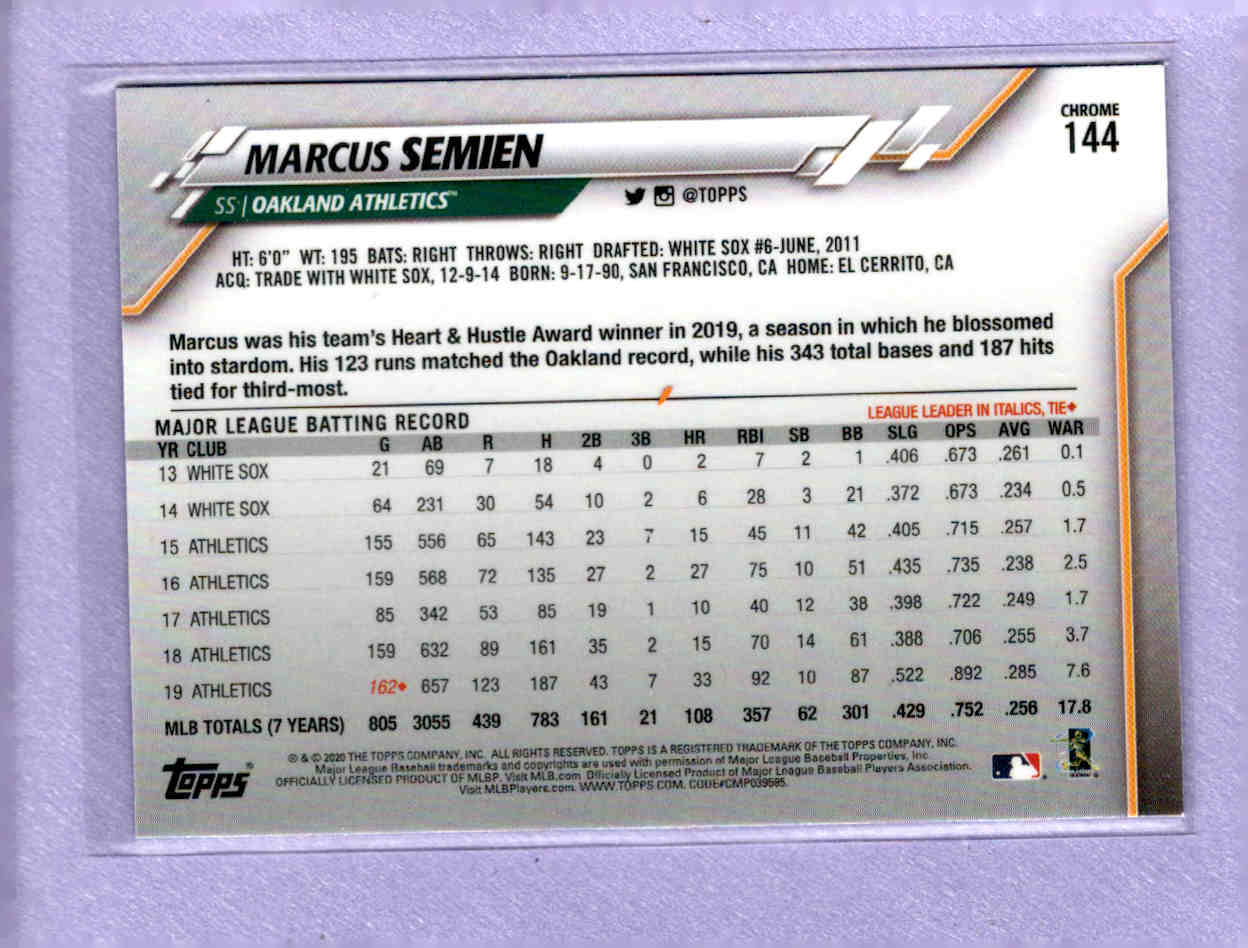 CHROME
144
MARCUS SEMIEN
SS | OAKLAND ATHLETICS™
@TOPPS
HT: 6'0" WT: 195 BATS: RIGHT THROWS: RIGHT DRAFTED: WHITE SOX #6-JUNE, 2011
ACQ: TRADE WITH WHITE SOX, 12-9-14 BORN: 9-17-90, SAN FRANCISCO, CA HOME: EL CERRITO, CA
Marcus was his team's Heart & Hustle Award winner in 2019, a season in which he blossomed
into stardom. His 123 runs matched the Oakland record, while his 343 total bases and 187 hits
tied for third-most.
MAJOR LEAGUE BATTING RECORD LEAGUE LEADER IN ITALICS, TIE♦
YR CLUB G AB R H 2B 3B HR RBI SB BB SLG OPS AVG WAR
13 WHITE SOX 21 69 7 18 4 0 2 7 2 1 .406 .673 .261 0.1
14 WHITE SOX 64 231 30 54 10 2 6 28 3 21 .372 .673 .234 0.5
15 ATHLETICS 155 556 65 143 23 7 15 45 11 42 .405 .715 .257 1.7
16 ATHLETICS 159 568 72 135 27 2 27 75 10 51 .435 .735 .238 2.5
17 ATHLETICS 85 342 53 85 19 1 10 40 12 38 .398 .722 .249 1.7
18 ATHLETICS 159 632 89 161 35 2 15 70 14 61 .388 .706 .255 3.7
19 ATHLETICS 162♦ 657 123 187 43 7 33 92 10 87 .522 .892 .285 7.6
MLB TOTALS (7 YEARS) 805 3055 439 783 161 21 108 357 62 301 .429 .752 .256 17.8
Topps®
® & © 2020 THE TOPPS COMPANY, INC. ALL RIGHTS RESERVED. TOPPS IS A REGISTERED TRADEMARK OF THE TOPPS COMPANY, INC.
Major League Baseball trademarks and copyrights are used with permission of Major League Baseball Properties, Inc.
OFFICIALLY LICENSED PRODUCT OF MLBP. Visit MLB.com Officially Licensed Product of Major League Baseball Players Association.
Visit MLBPlayers.com. WWW.TOPPS.COM. CODE#CMP039595.